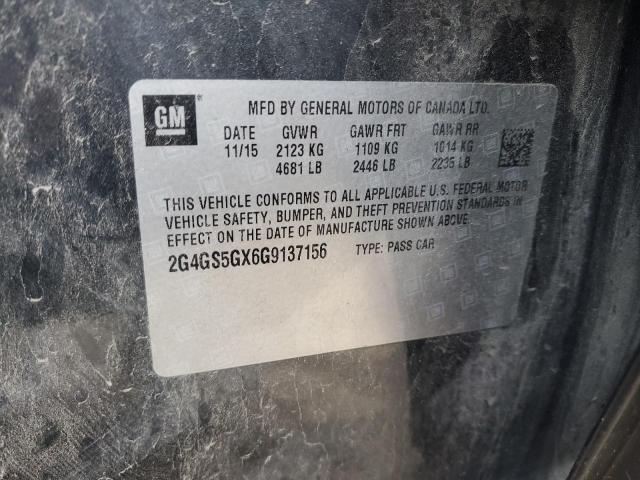 GM
MFD BY GENERAL MOTORS OF CANADA LTD.
DATE GVWR GAWR FRT GAWR RR
11/15 2123 KG 1109 KG 1014 KG
4681 LB 2446 LB 2235 LB
THIS VEHICLE CONFORMS TO ALL APPLICABLE U.S. FEDERAL MOTOR
VEHICLE SAFETY, BUMPER, AND THEFT PREVENTION STANDARDS IN
EFFECT ON THE DATE OF MANUFACTURE SHOWN ABOVE.
2G4GS5GX6G9137156 TYPE: PASS CAR